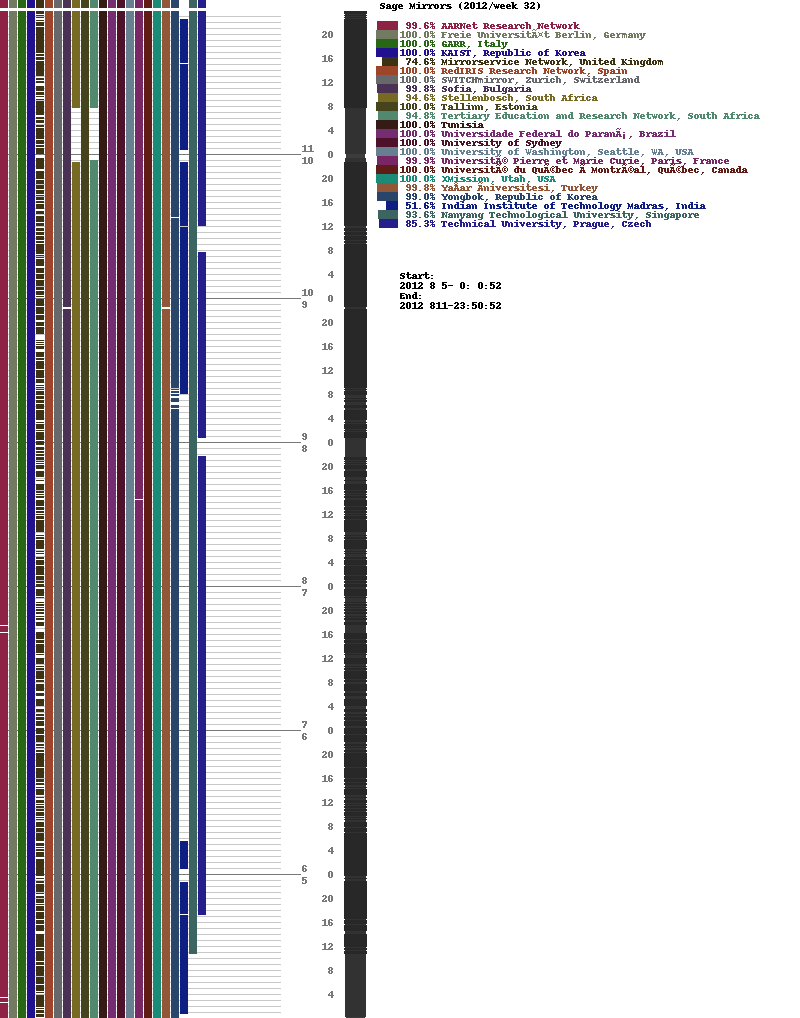 Sage Mirrors (2012/week 32)
99.6% AARNet Research Network
100.0% Freie UniversitÃ¤t Berlin, Germany
100.0% GARR, Italy
100.0% KAIST, Republic of Korea
74.6% Mirrorservice Network, United Kingdom
100.0% RedIRIS Research Network, Spain
100.0% SWITCHmirror, Zurich, Switzerland
99.8% Sofia, Bulgaria
94.6% Stellenbosch, South Africa
100.0% Tallinn, Estonia
94.8% Tertiary Education and Research Network, South Africa
100.0% Tunisia
100.0% Universidade Federal do ParanÃ¡, Brazil
100.0% University of Sydney
100.0% University of Washington, Seattle, WA, USA
99.9% UniversitÃ© Pierre et Marie Curie, Paris, France
100.0% UniversitÃ© du QuÃ©bec A MontrÃ©al, QuÃ©bec, Canada
100.0% XMission, Utah, USA
99.8% YaÅar Aniversitesi, Turkey
99.0% Yongbok, Republic of Korea
51.6% Indian Institute of Technology Madras, India
93.6% Nanyang Technological University, Singapore
85.3% Technical University, Prague, Czech
Start:
2012 8 5- 0: 0:52
End:
2012 811-23:50:52
20
16
12
8
4
11
0
10
20
16
12
8
4
10
0
9
20
16
12
8
4
9
0
8
20
16
12
8
4
8
0
7
20
16
12
8
4
7
0
6
20
16
12
8
4
6
0
5
20
16
12
8
4